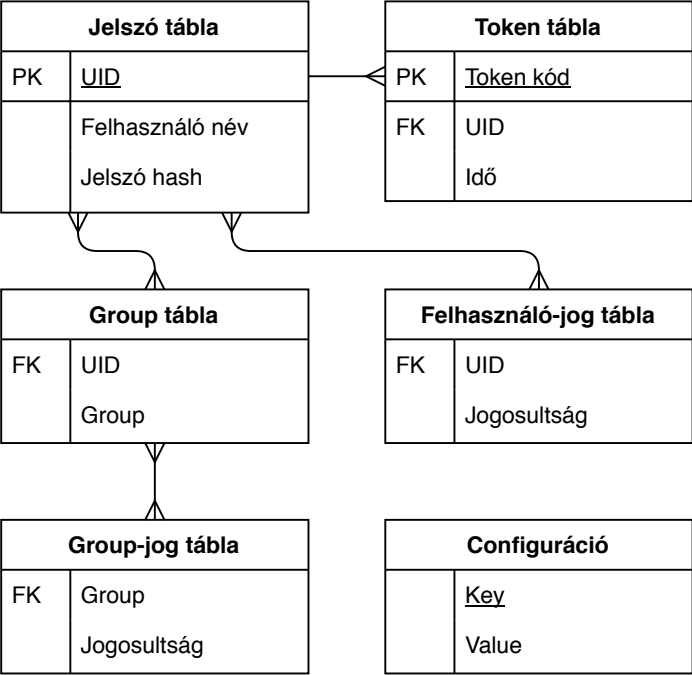 Jelszó tábla
PK UID
Felhasználó név
Jelszó hash
Token tábla
PK Token kód
FK UID
Idő
Group tábla
FK UID
Group
Felhasználó-jog tábla
FK UID
Jogosultság
Group-jog tábla
FK Group
Jogosultság
Configuráció
Key
Value